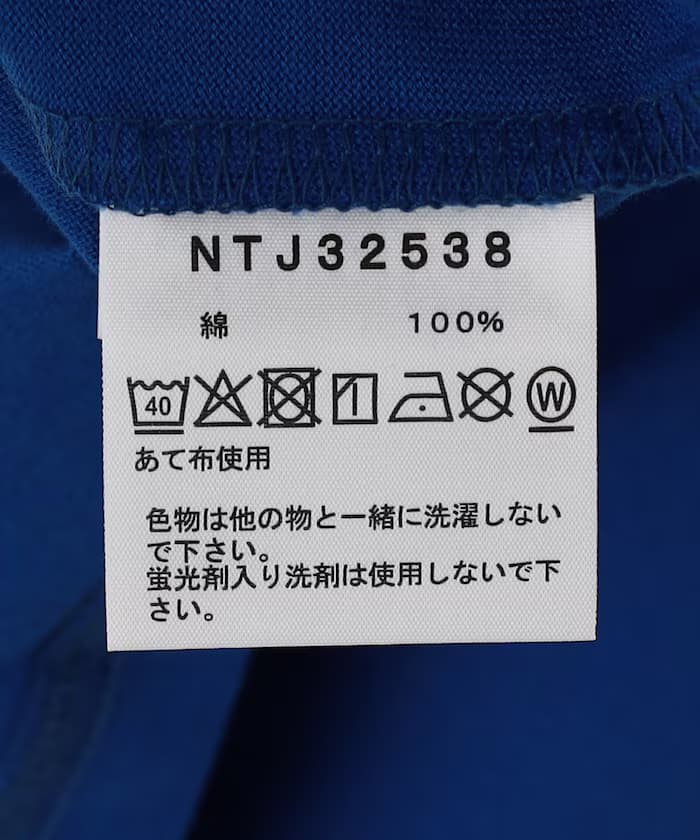 NTJ32538
綿 100%
40 W
あて布使用
色物は他の物と一緒に洗濯しない
で下さい。
蛍光剤入り洗剤は使用しないで下
さい。